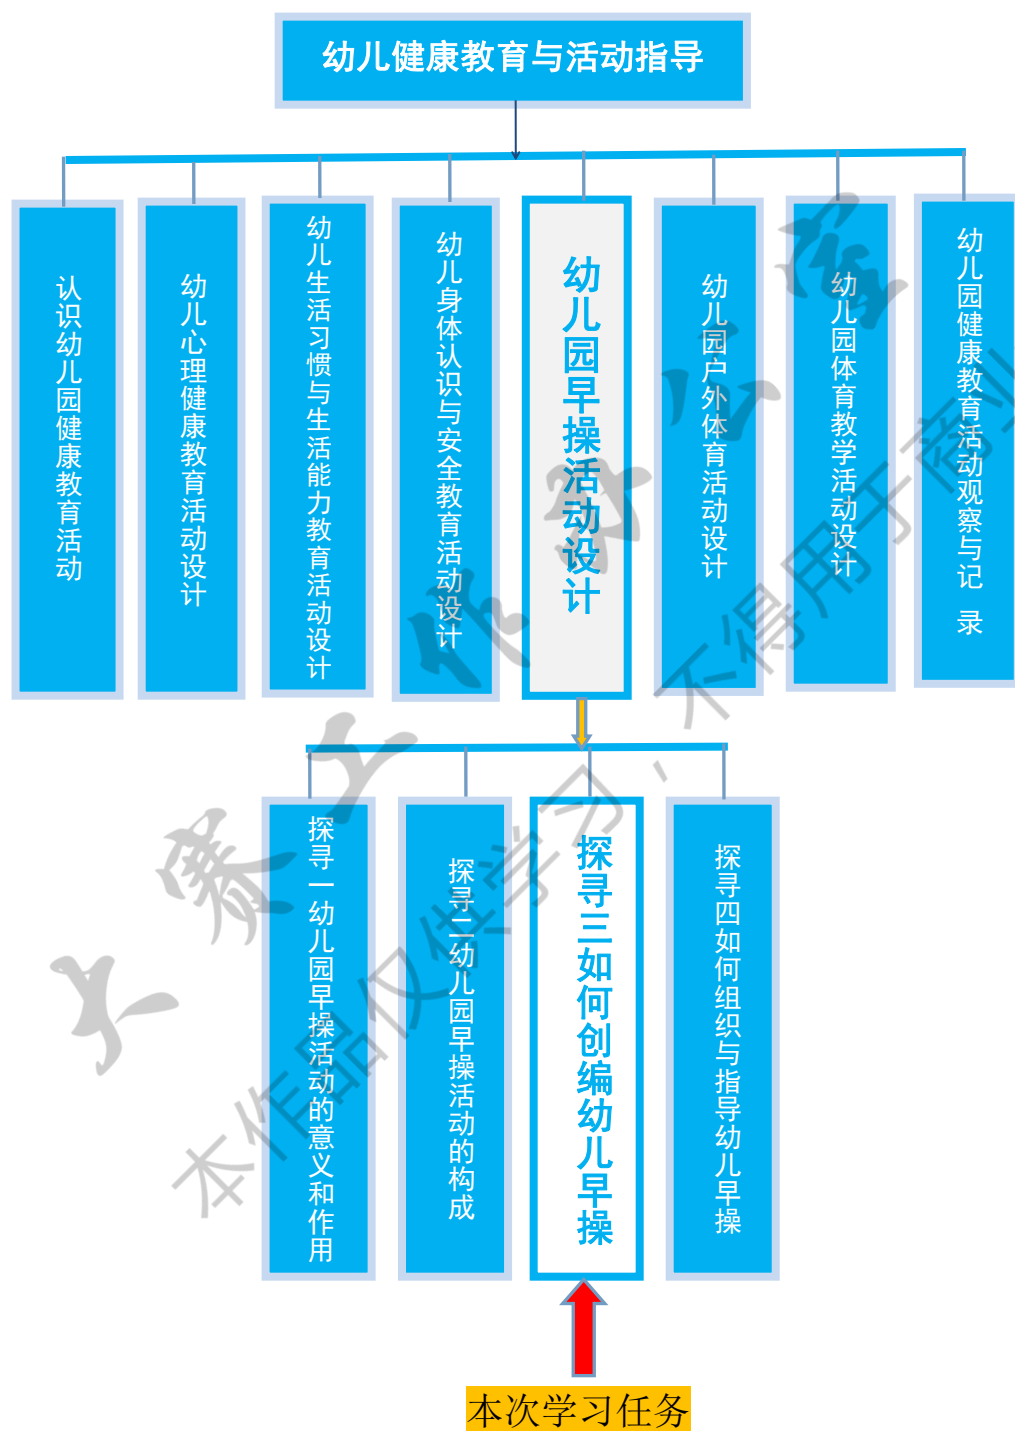 幼儿健康教育与活动指导
认识幼儿园健康教育活动
幼儿心理健康教育活动设计
幼儿生活习惯与生活能力教育活动设计
幼儿身体认识与安全教育活动设计
幼儿园早操活动设计
幼儿园户外体育活动设计
幼儿园体育教学活动设计
幼儿园健康教育活动观察与记 录
探寻一幼儿园早操活动的意义和作用
探寻二幼儿园早操活动的构成
探寻三如何创编幼儿早操
探寻四如何组织与指导幼儿早操
本次学习任务
大赛工作办公室
本作品仅供学习，不得用于商业